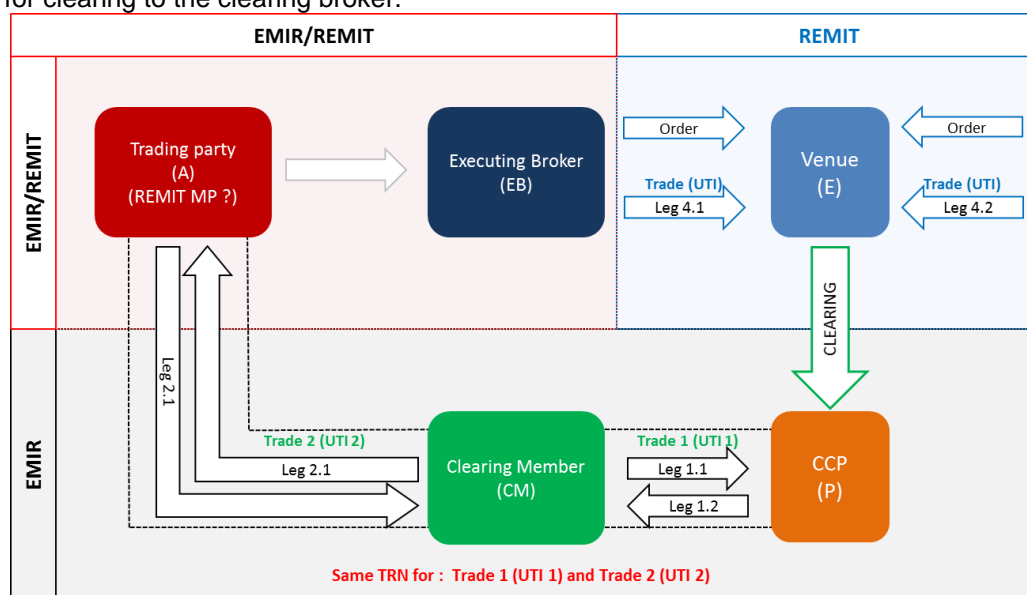 for clearing to the clearing broker.
EMIR/REMIT
REMIT
EMIR/REMIT
Trading party
(A)
(REMIT MP ?)
Executing Broker
(EB)
Order
Venue
(E)
Order
Trade (UTI)
Leg 4.1
Trade (UTI)
Leg 4.2
CLEARING
EMIR
Leg 2.1
Trade 2 (UTI 2)
Leg 2.1
Clearing Member
(CM)
Trade 1 (UTI 1)
Leg 1.1
Leg 1.2
CCP
(P)
Same TRN for : Trade 1 (UTI 1) and Trade 2 (UTI 2)